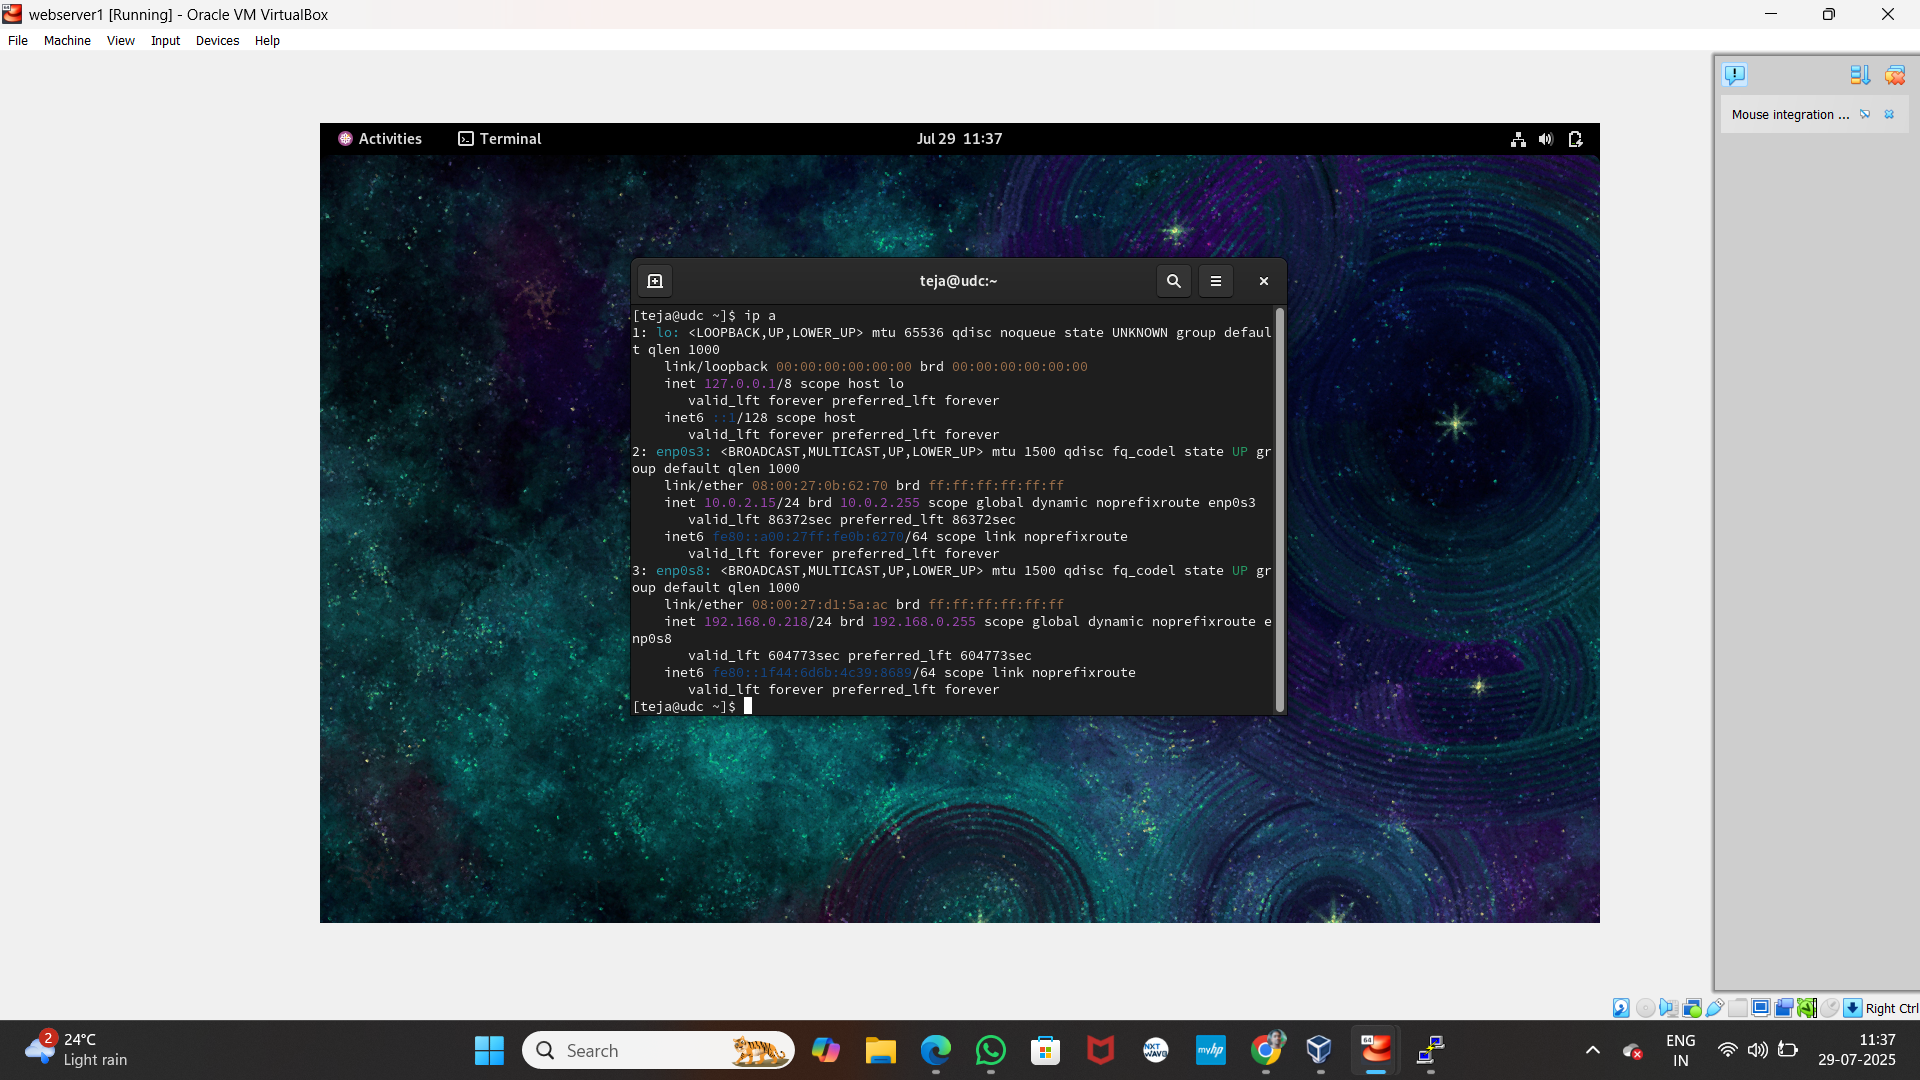 webserver1 [Running] - Oracle VM VirtualBox
File Machine View Input Devices Help
Mouse integration ...
Activities Terminal Jul 29 11:37
teja@udc:~
[teja@udc ~]$ ip a
1: lo: <LOOPBACK,UP,LOWER_UP> mtu 65536 qdisc noqueue state UNKNOWN group defaul
t qlen 1000
link/loopback 00:00:00:00:00:00 brd 00:00:00:00:00:00
inet 127.0.0.1/8 scope host lo
valid_lft forever preferred_lft forever
inet6 ::1/128 scope host
valid_lft forever preferred_lft forever
2: enp0s3: <BROADCAST,MULTICAST,UP,LOWER_UP> mtu 1500 qdisc fq_codel state UP gr
oup default qlen 1000
link/ether 08:00:27:0b:62:70 brd ff:ff:ff:ff:ff:ff
inet 10.0.2.15/24 brd 10.0.2.255 scope global dynamic noprefixroute enp0s3
valid_lft 86372sec preferred_lft 86372sec
inet6 fe80::a00:27ff:fe0b:6270/64 scope link noprefixroute
valid_lft forever preferred_lft forever
3: enp0s8: <BROADCAST,MULTICAST,UP,LOWER_UP> mtu 1500 qdisc fq_codel state UP gr
oup default qlen 1000
link/ether 08:00:27:d1:5a:ac brd ff:ff:ff:ff:ff:ff
inet 192.168.0.218/24 brd 192.168.0.255 scope global dynamic noprefixroute e
np0s8
valid_lft 604773sec preferred_lft 604773sec
inet6 fe80::1f44:6d6b:4c39:8689/64 scope link noprefixroute
valid_lft forever preferred_lft forever
[teja@udc ~]$
Right Ctrl
2
24°C
Light rain
Search
NXT
WAVE
myhp
64
ENG
IN
11:37
29-07-2025